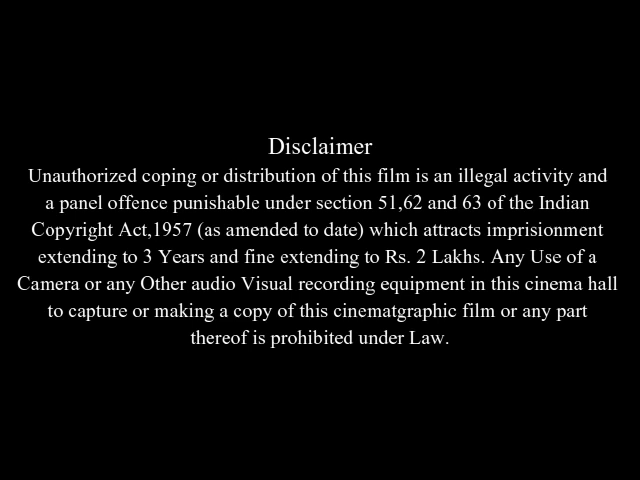 Disclaimer
Unauthorized coping or distribution of this film is an illegal activity and
a panel offence punishable under section 51,62 and 63 of the Indian
Copyright Act,1957 (as amended to date) which attracts imprisionment
extending to 3 Years and fine extending to Rs. 2 Lakhs. Any Use of a
Camera or any Other audio Visual recording equipment in this cinema hall
to capture or making a copy of this cinematgraphic film or any part
thereof is prohibited under Law.